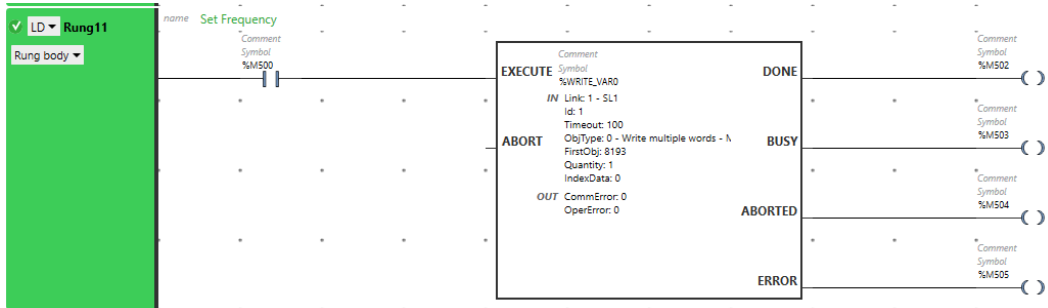 LD Rung11
Rung body
name Set Frequency
Comment
Symbol
%M500
Comment
Symbol
%WRITE_VAR0
EXECUTE
ABORT
IN Link: 1 - SL1
Id: 1
Timeout: 100
ObjType: 0 - Write multiple words - M
FirstObj: 8193
Quantity: 1
IndexData: 0
OUT CommError: 0
OperError: 0
DONE
BUSY
ABORTED
ERROR
Comment
Symbol
%M502
Comment
Symbol
%M503
Comment
Symbol
%M504
Comment
Symbol
%M505